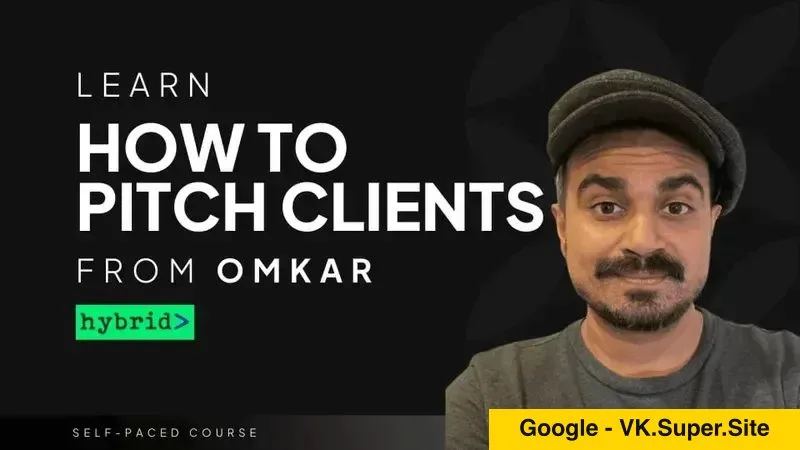 LEARN
HOW TO
PITCH CLIENTS
FROM OMKAR
hybrid>
SELF-PACED COURSE
Google - VK.Super.Site